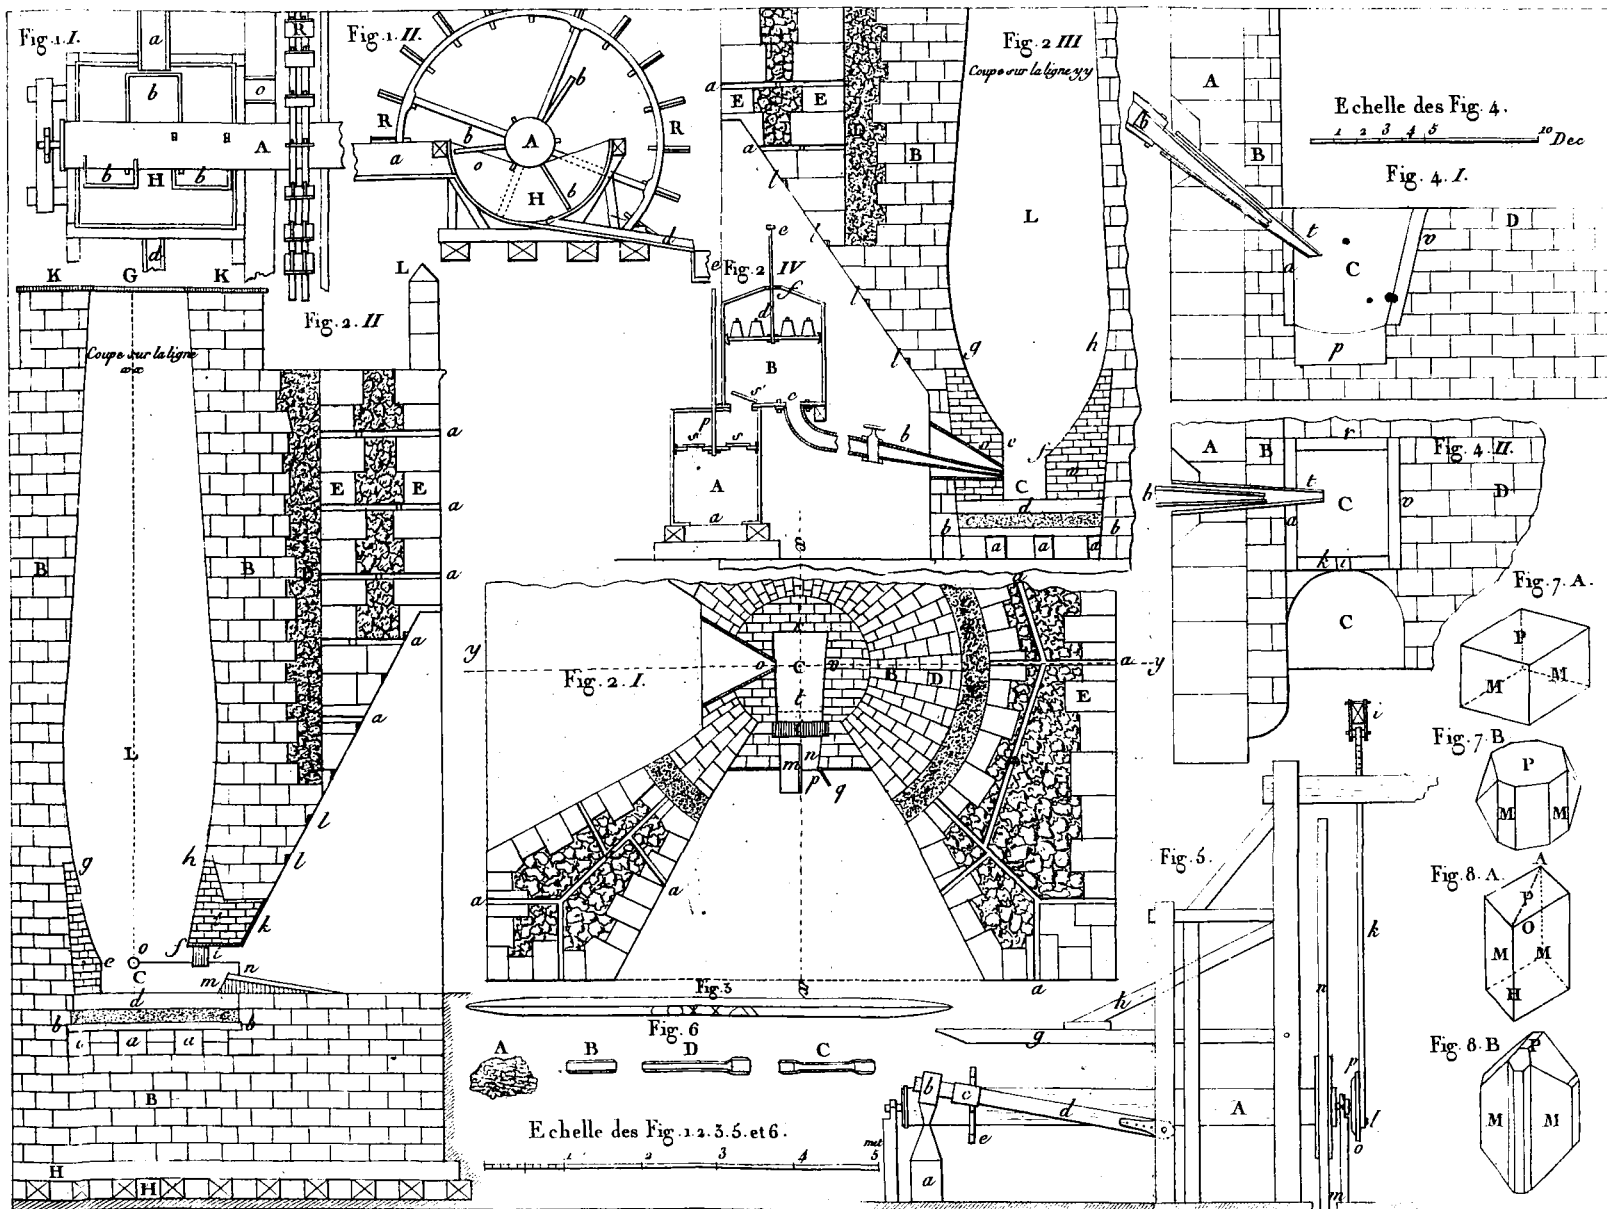 Fig. 1. I.
a
b
o
R
A
H
b
b
d
Fig. 1. II.
b
R
R
A
b
a
o
b
H
d
e
K
G
K
L
Fig. 2. II
Coupe sur la ligne
xx
a
E
E
a
B
B
D
a
a
a
L
l
g
h
l
k
f
i
o
e
C
n
m
d
b
c
b
a
a
a
B
H
H
Fig. 2 III
Coupe sur la ligne yy
a
E
E
D
B
a
l
L
l
l
l
g
h
o
e
f
m
C
d
b
c
b
a
a
a
Fig. 2 IV
e
f
d
B
s'
c
p
s
s
b
A
a
x
a
y
y
a
Fig. 2. I.
o
C
v
B
D
E
t
m
n
p
q
a
a
a
x
Fig. 3
Fig. 6
A
B
D
C
Echelle des Fig. 1. 2. 3. 5. et 6.
1
2
3
4
met
5
A
B
b
Echelle des Fig. 4.
1
2
3
4
5
10
Dec
Fig. 4. I.
D
t
v
a
C
p
r
A
B
Fig. 4. II.
t
D
h
C
a
v
k
i
C
Fig. 7. A.
P
M
M
Fig. 7. B
P
M
M
Fig. 8. A.
A
P
O
M
M
H
Fig. 8. B
P
M
M
Fig. 5.
i
k
n
h
g
p
b
c
d
A
e
l
o
a
m